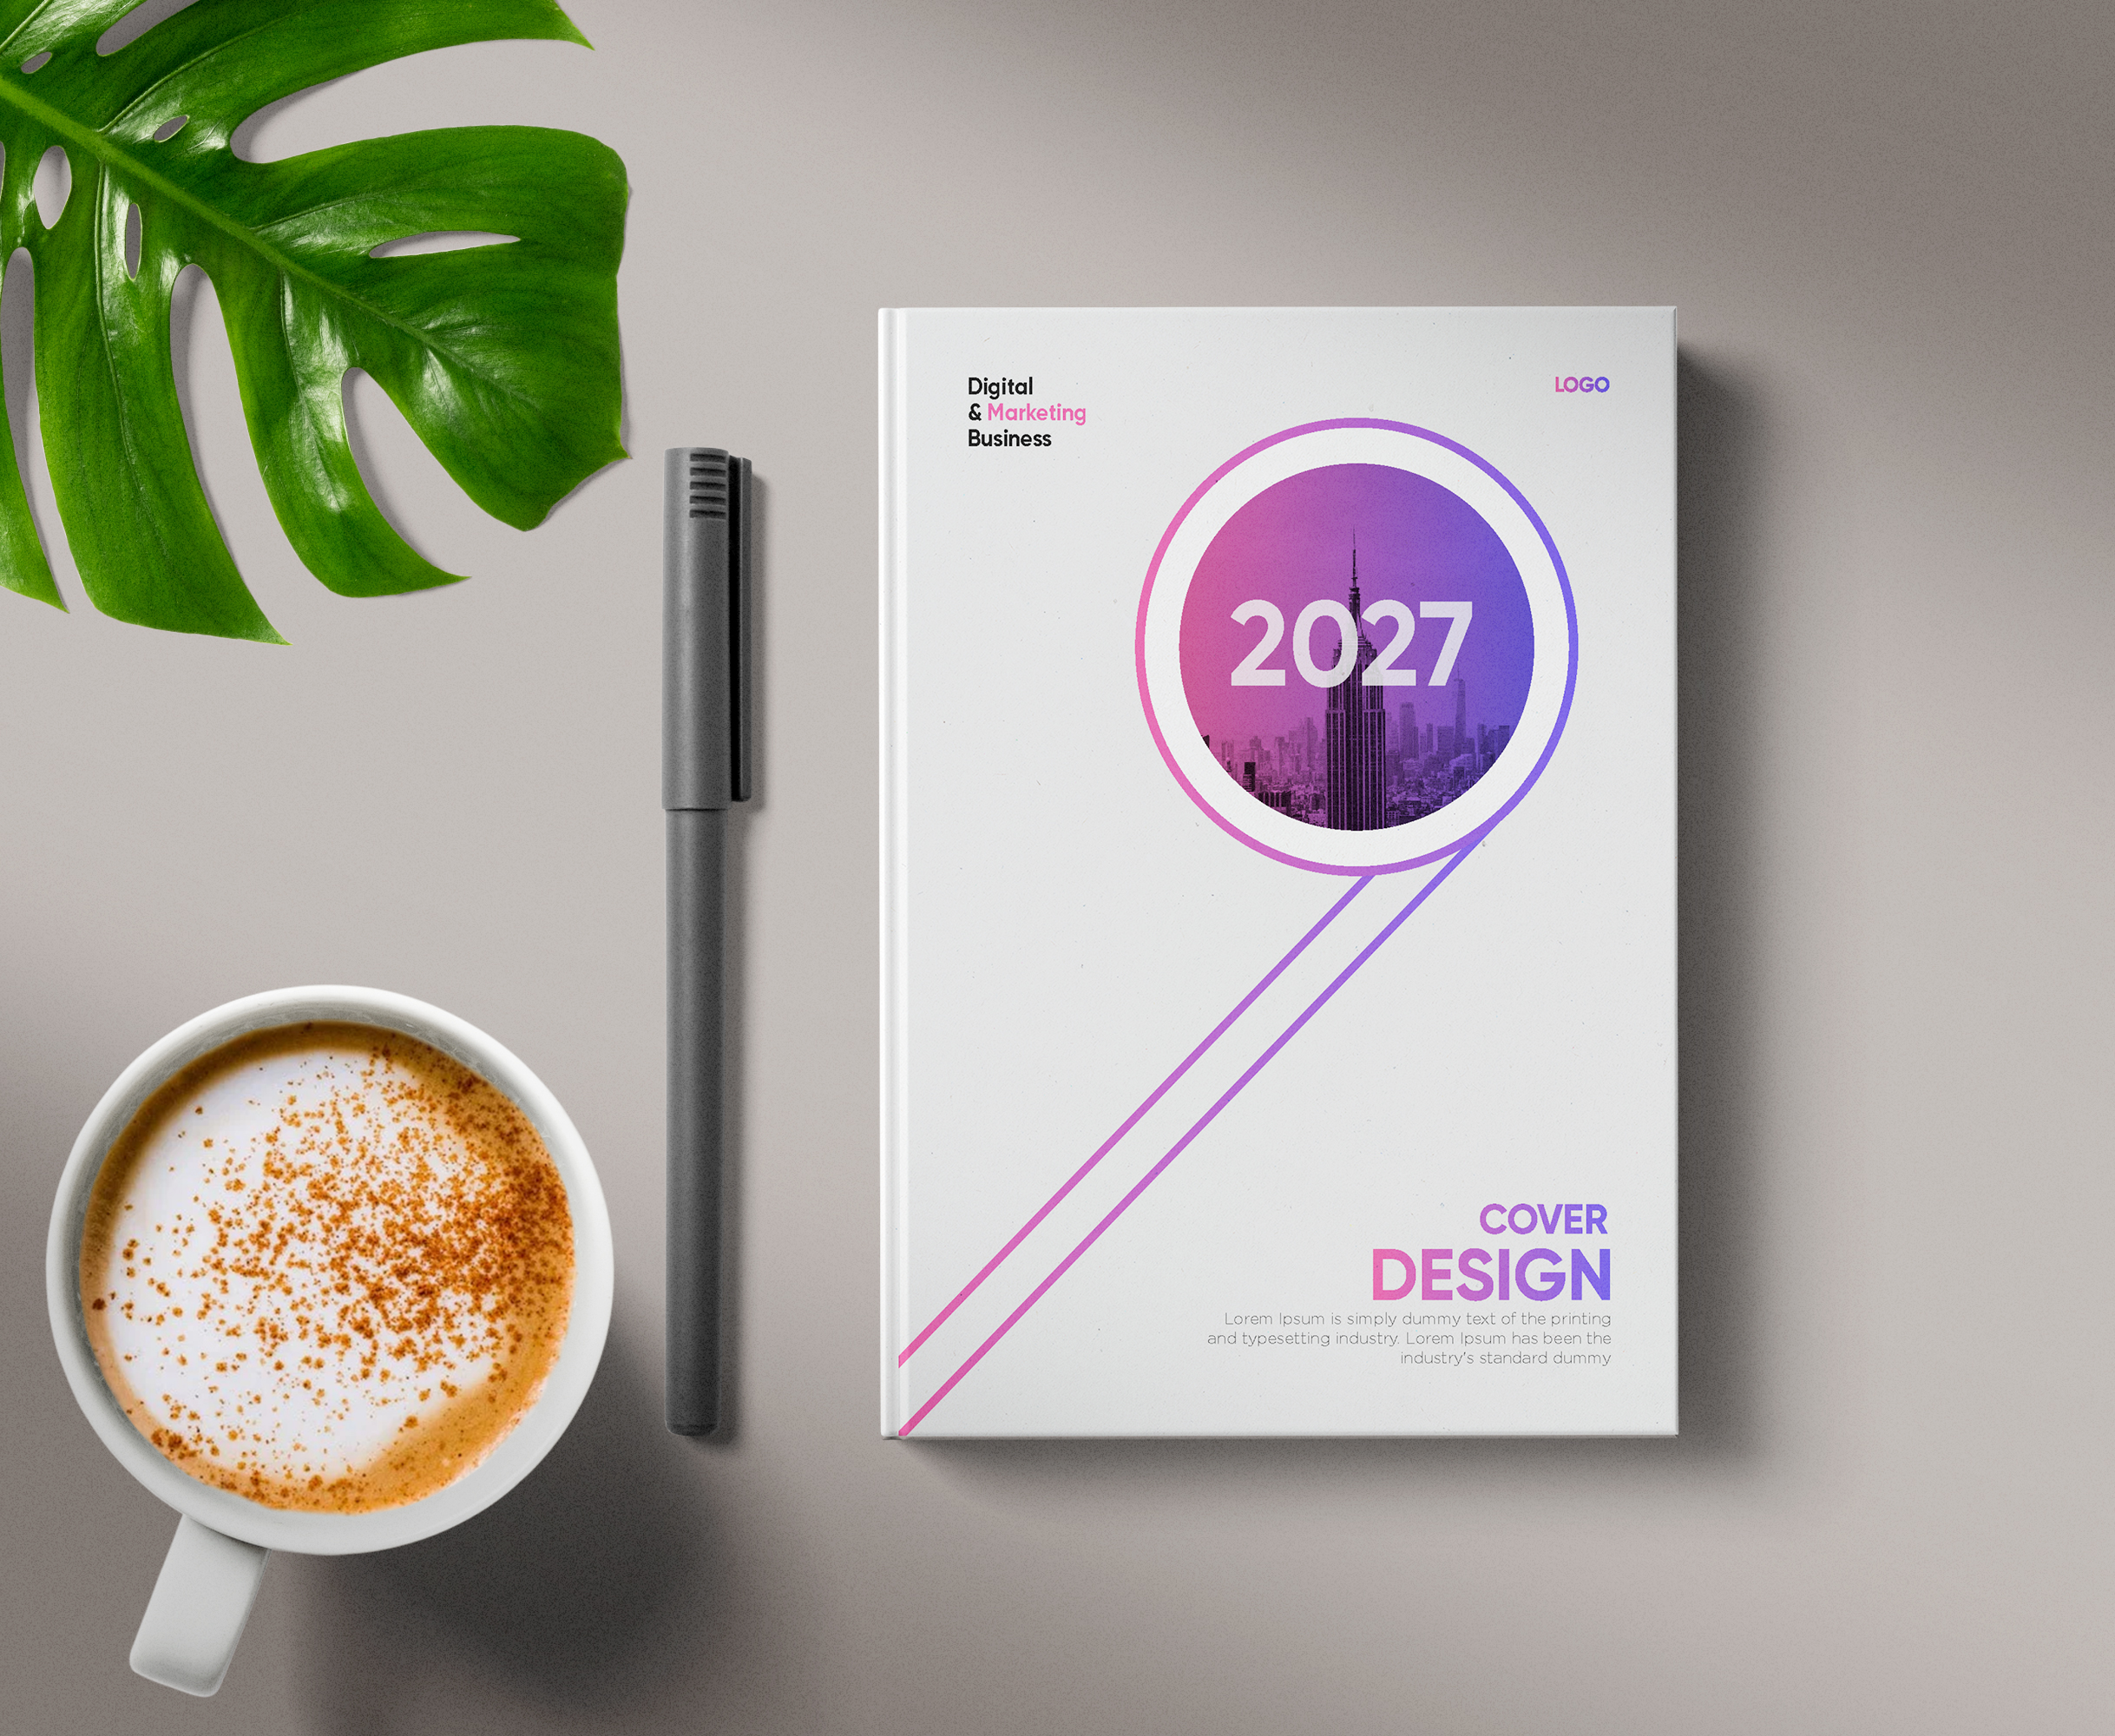 Digital
& Marketing
Business
LOGO
2027
COVER
DESIGN
Lorem Ipsum is simply dummy text of the printing
and typesetting industry. Lorem Ipsum has been the
industry's standard dummy